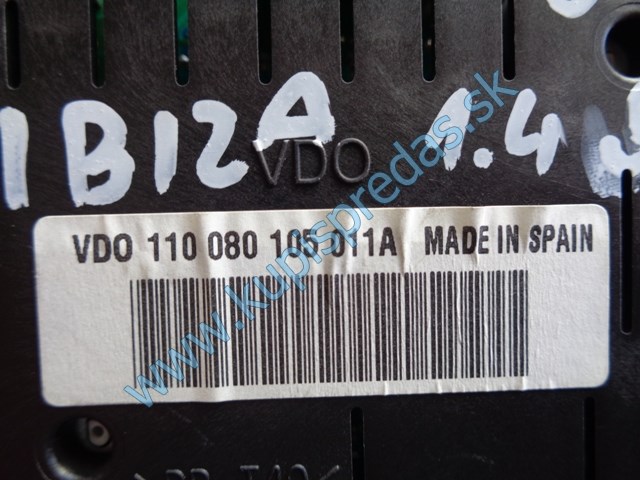 IBIZA 1.4
VDO
VDO 110 080 105 011A MADE IN SPAIN
www.kupispredas.sk